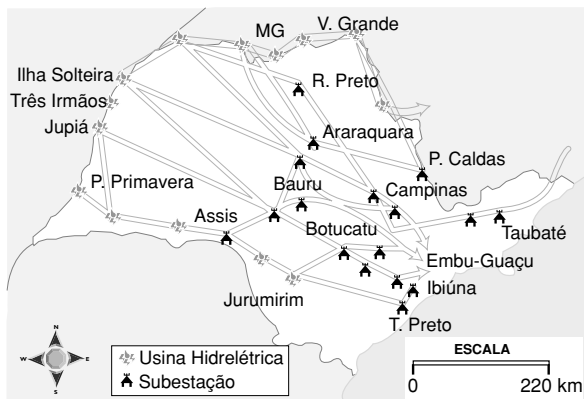 MG
V. Grande
Ilha Solteira
R. Preto
Três Irmãos
Jupiá
Araraquara
P. Caldas
P. Primavera
Bauru
Campinas
Assis
Botucatu
Taubaté
Embu-Guaçu
Jurumirim
Ibiúna
T. Preto
N
W E
S
Usina Hidrelétrica
Subestação
ESCALA
0 220 km